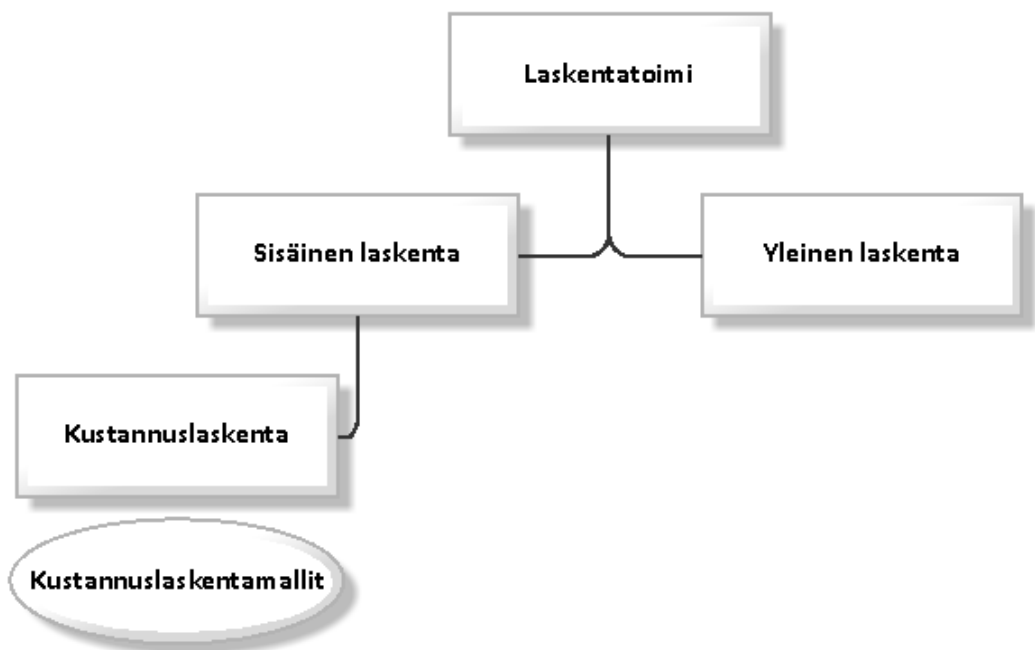 Laskentatoimi
Sisäinen laskenta
Yleinen laskenta
Kustannuslaskenta
Kustannuslaskentamallit